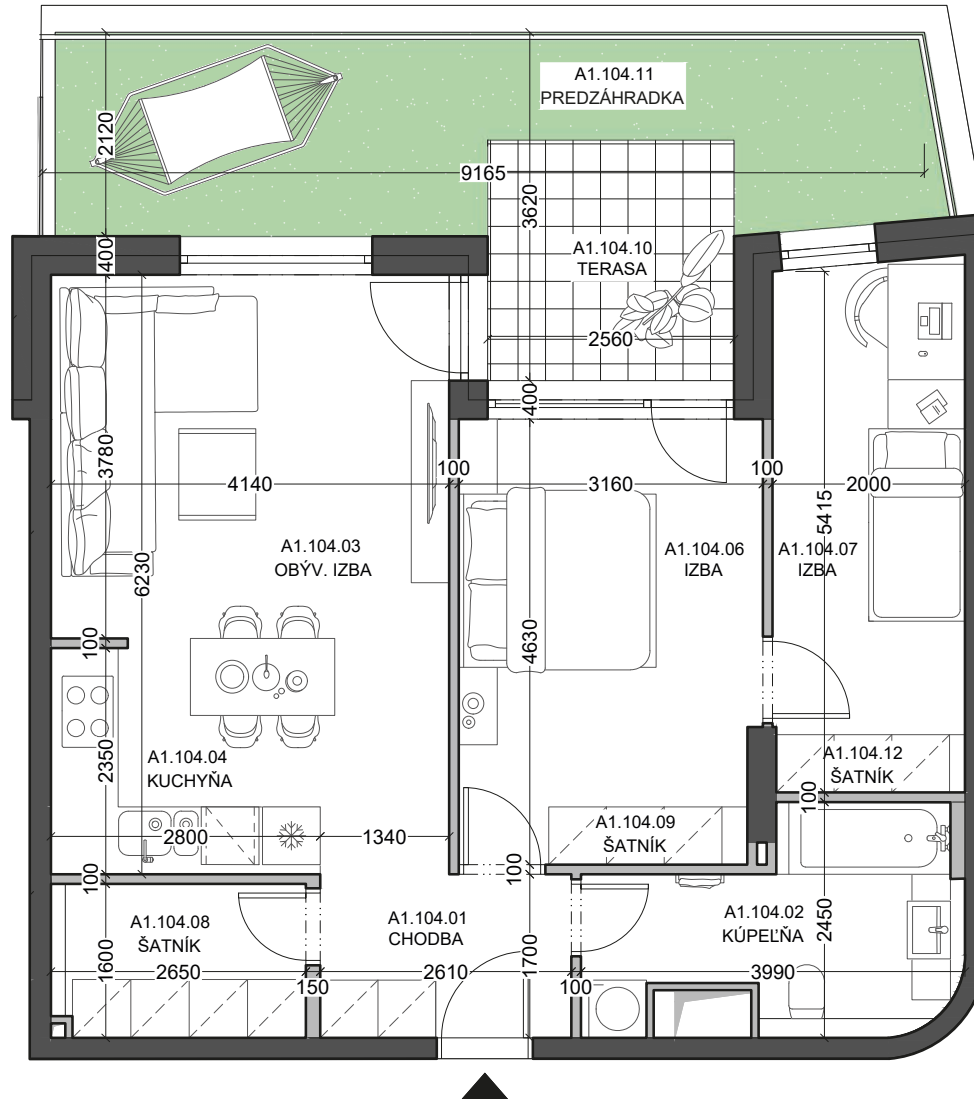 A1.104.11
PREDZÁHRADKA
2120
9165
3620
400
A1.104.10
TERASA
2560
400
3780
4140
100
3160
100
2000
5415
A1.104.03
OBÝV. IZBA
A1.104.06
IZBA
A1.104.07
IZBA
6230
4630
100
2350
A1.104.04
KUCHYŇA
A1.104.12
ŠATNÍK
100
2800
1340
A1.104.09
ŠATNÍK
100
100
A1.104.08
ŠATNÍK
A1.104.01
CHODBA
A1.104.02
KÚPEĽŇA
2450
1600
2650
150
2610
1700
100
3990